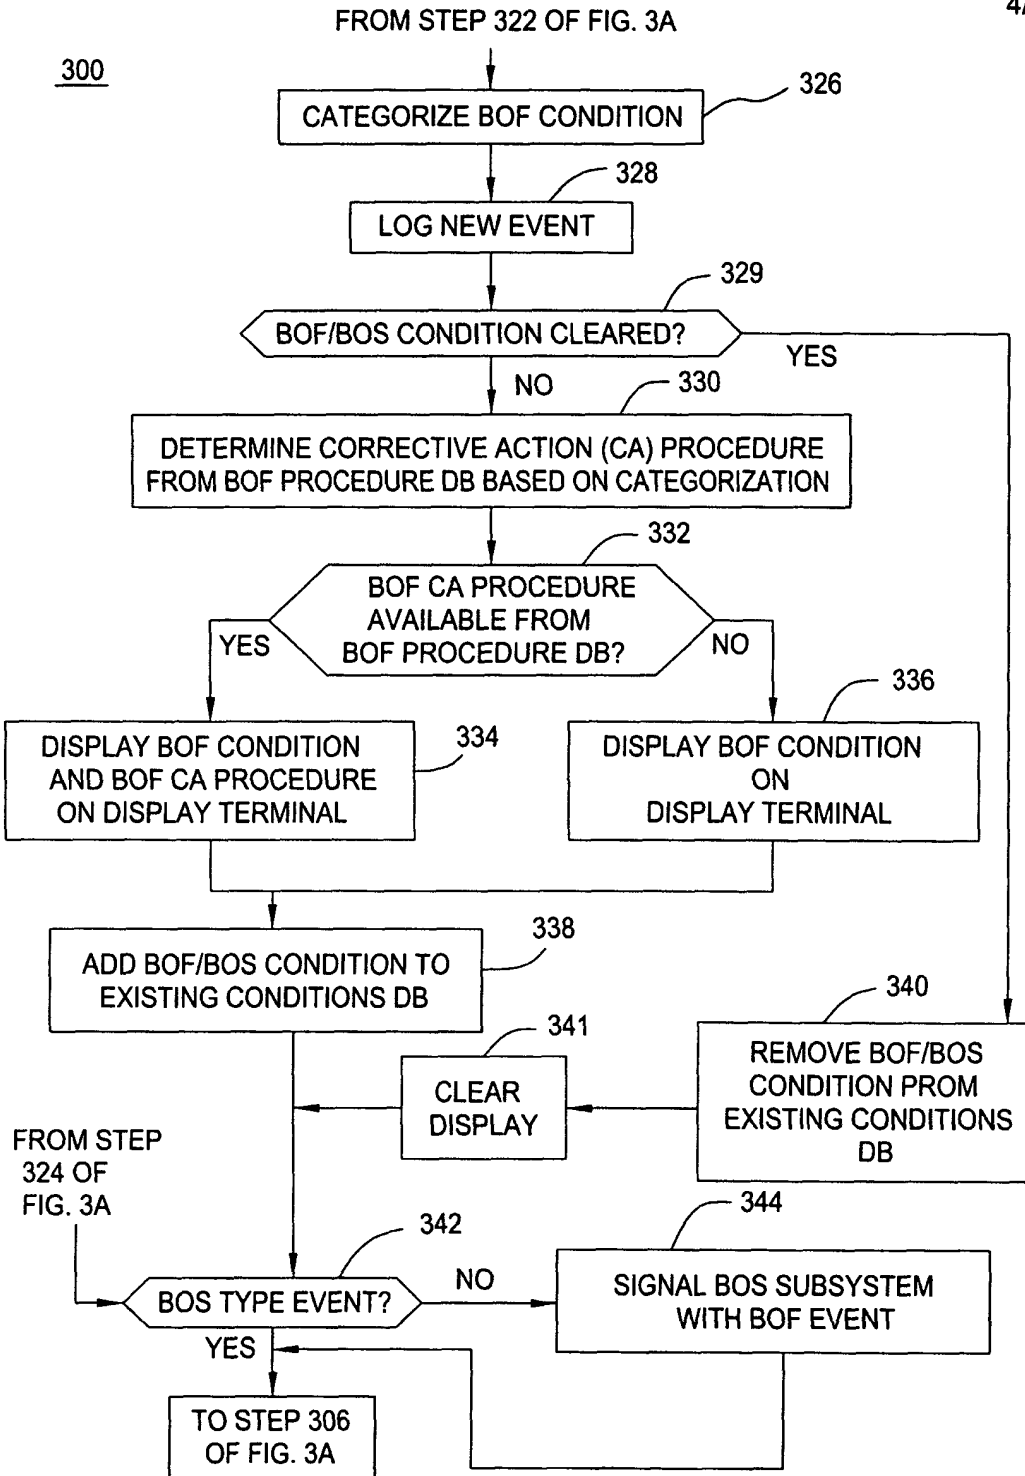 FROM STEP 322 OF FIG. 3A
4/
300
326
CATEGORIZE BOF CONDITION
328
LOG NEW EVENT
329
BOF/BOS CONDITION CLEARED?
YES
NO
330
DETERMINE CORRECTIVE ACTION (CA) PROCEDURE
FROM BOF PROCEDURE DB BASED ON CATEGORIZATION
332
BOF CA PROCEDURE
AVAILABLE FROM
BOF PROCEDURE DB?
YES
NO
334
DISPLAY BOF CONDITION
AND BOF CA PROCEDURE
ON DISPLAY TERMINAL
336
DISPLAY BOF CONDITION
ON
DISPLAY TERMINAL
338
ADD BOF/BOS CONDITION TO
EXISTING CONDITIONS DB
340
REMOVE BOF/BOS
CONDITION PROM
EXISTING CONDITIONS
DB
341
CLEAR
DISPLAY
FROM STEP
324 OF
FIG. 3A
342
BOS TYPE EVENT?
NO
YES
344
SIGNAL BOS SUBSYSTEM
WITH BOF EVENT
TO STEP 306
OF FIG. 3A